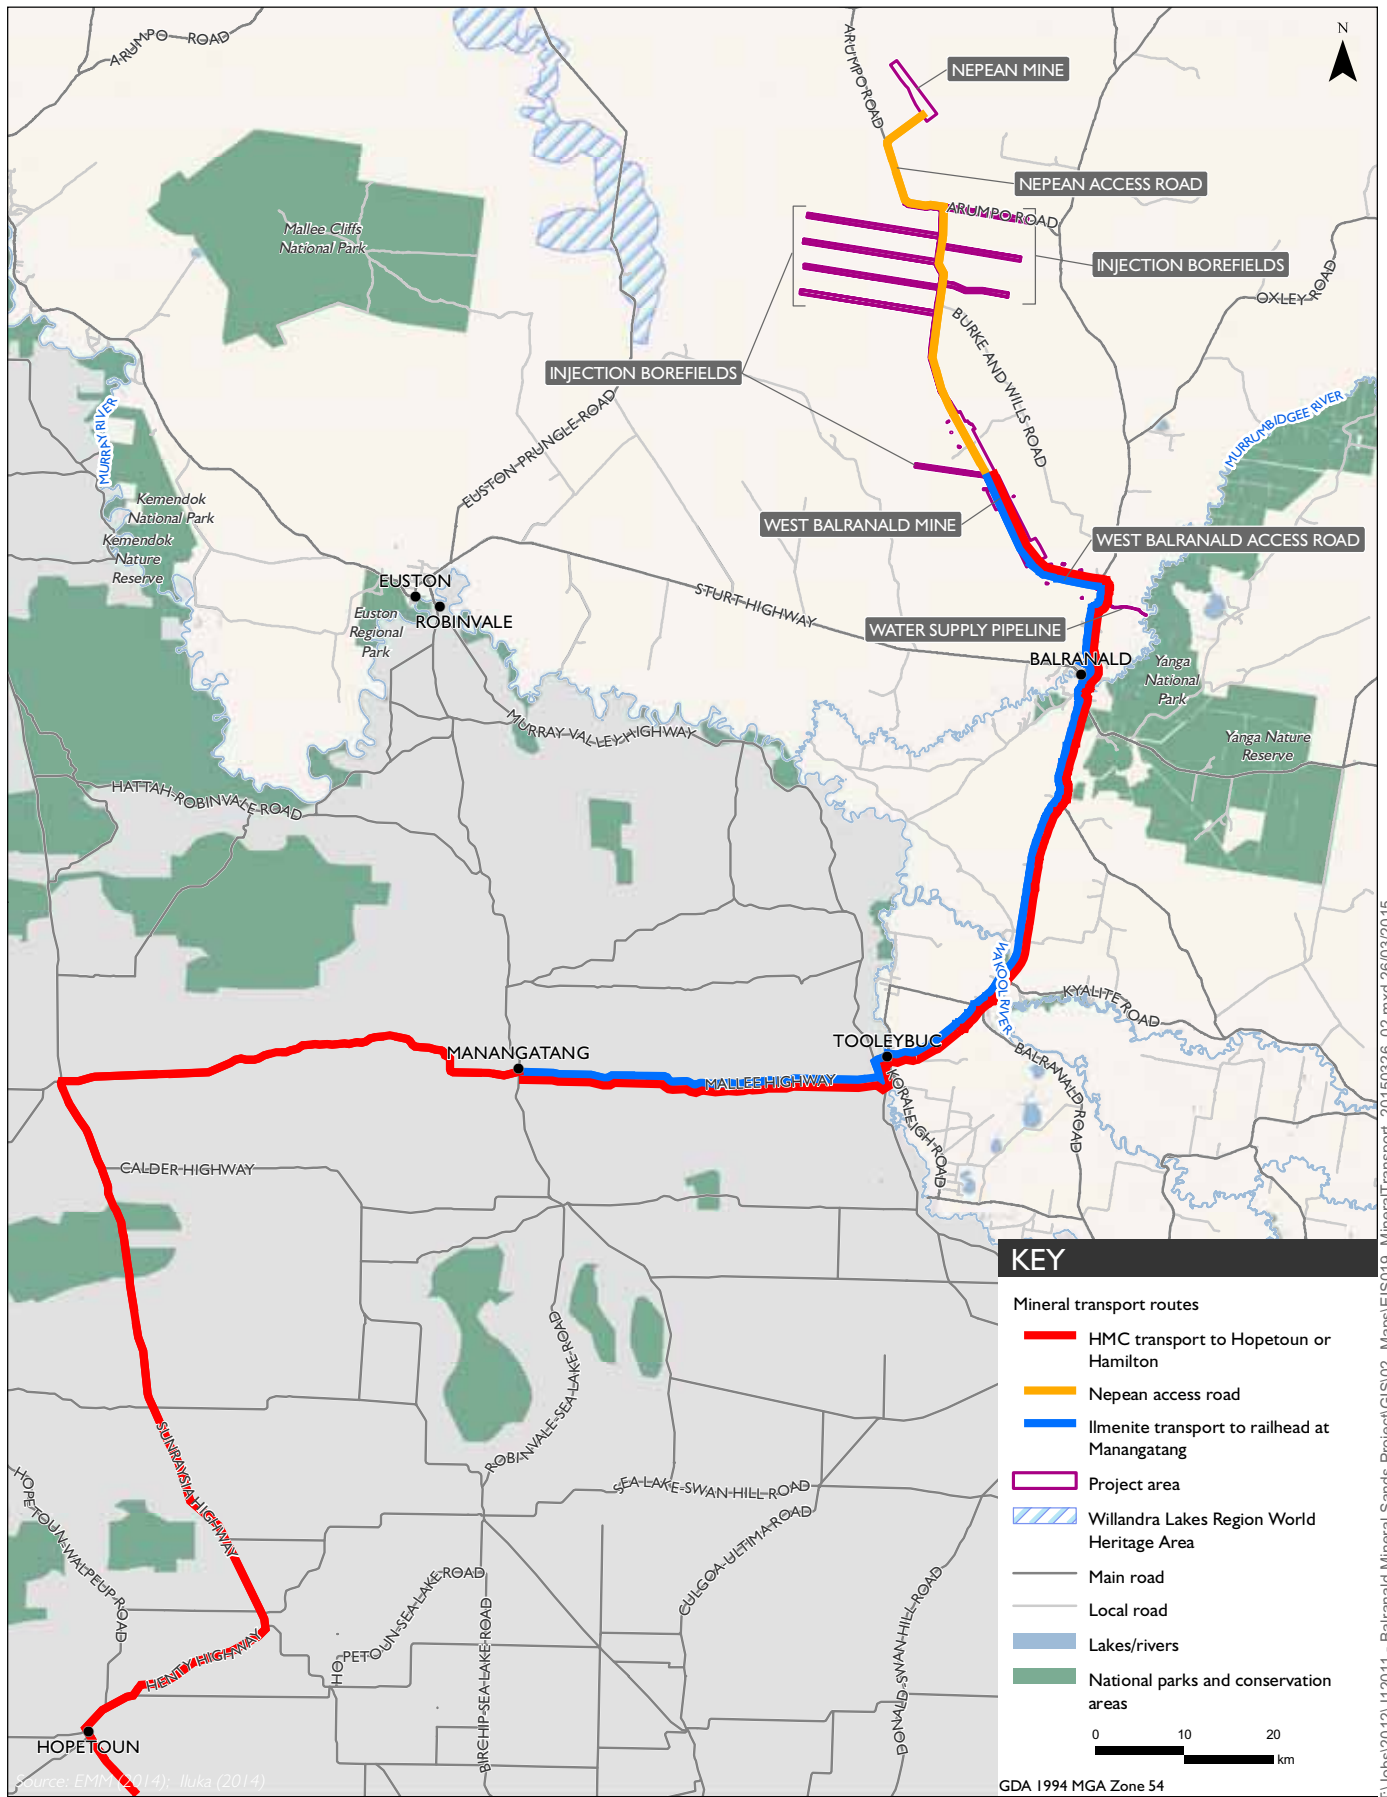 ARUMPO ROAD
N
ARUMPO ROAD
NEPEAN MINE
NEPEAN ACCESS ROAD
ARUMPO ROAD
Mallee Cliffs
National Park
INJECTION BOREFIELDS
OXLEY ROAD
BURKE AND WILLS ROAD
INJECTION BOREFIELDS
MURRAY RIVER
EUSTON-PRUNGLE-ROAD
MURRUMBIDGEE RIVER
Kemendok
National Park
Kemendok
Nature
Reserve
WEST BALRANALD MINE
WEST BALRANALD ACCESS ROAD
EUSTON
ROBINVALE
Euston
Regional
Park
STURT HIGHWAY
WATER SUPPLY PIPELINE
BALRANALD
Yanga
National
Park
MURRAY VALLEY HIGHWAY
Yanga Nature
Reserve
HATTAH-ROBINVALE-ROAD
WAKOOL RIVER
KYALITE ROAD
TOOLEYBUC
MANANGATANG
MALLEE HIGHWAY
BALRANALD ROAD
KORALEIGH ROAD
CALDER HIGHWAY
ROBINVALE-SEA LAKE-ROAD
SUNRAYSIA HIGHWAY
HOPETOUN-WALPEUP ROAD
SEA LAKE-SWAN HILL ROAD
CULGOA-ULTIMA ROAD
HOPETOUN-SEA LAKE ROAD
BIRCHIP-SEA LAKE ROAD
DONALD-SWAN HILL ROAD
HENTY HIGHWAY
HOPETOUN
Source: EMM (2014); Iluka (2014)
KEY
Mineral transport routes
HMC transport to Hopetoun or
Hamilton
Nepean access road
Ilmenite transport to railhead at
Manangatang
Project area
Willandra Lakes Region World
Heritage Area
Main road
Local road
Lakes/rivers
National parks and conservation
areas
0 10 20
km
GDA 1994 MGA Zone 54